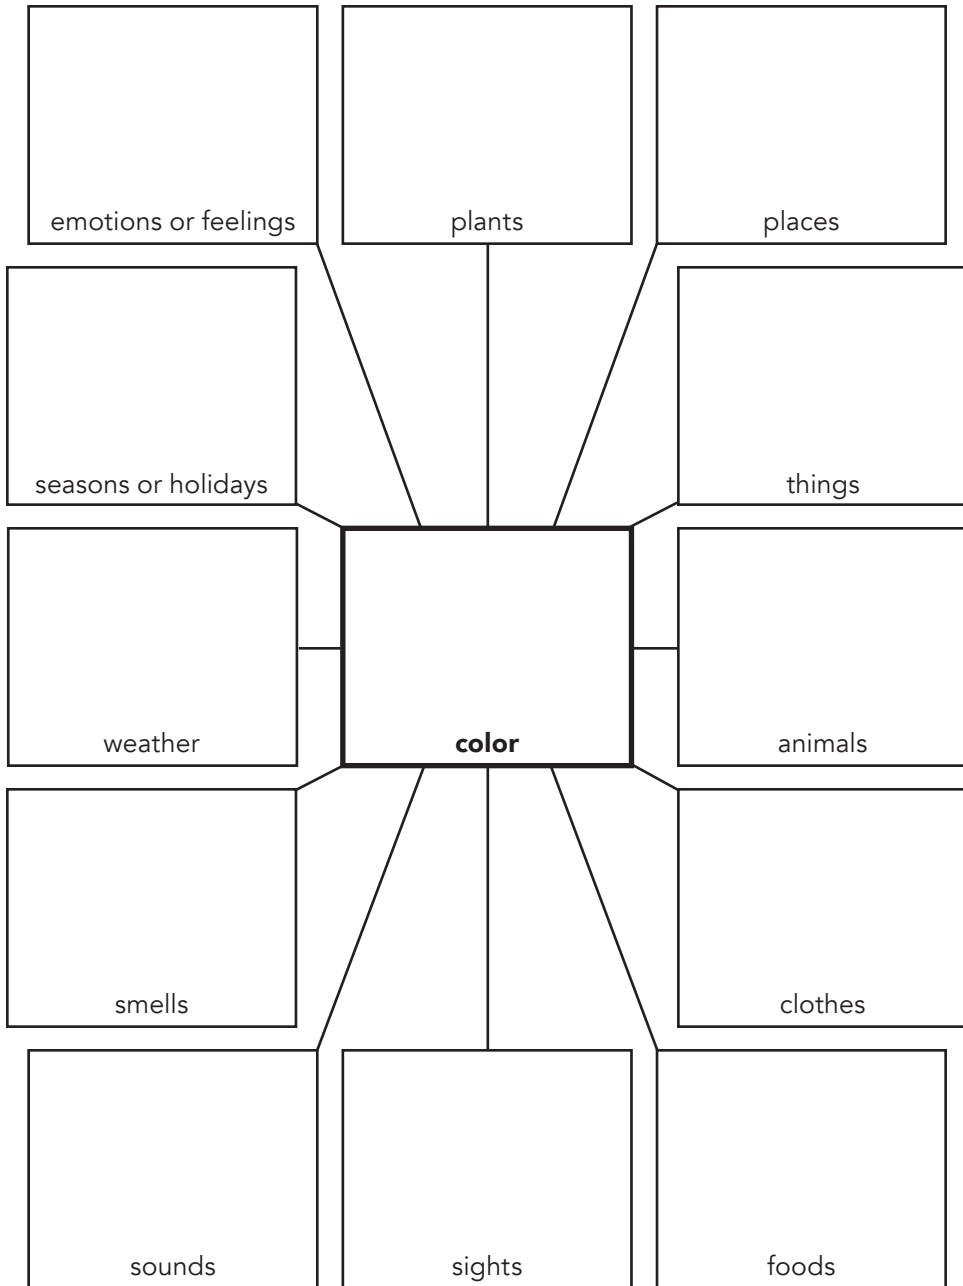 emotions or feelings
plants
places
seasons or holidays
things
weather
color
animals
smells
clothes
sounds
sights
foods